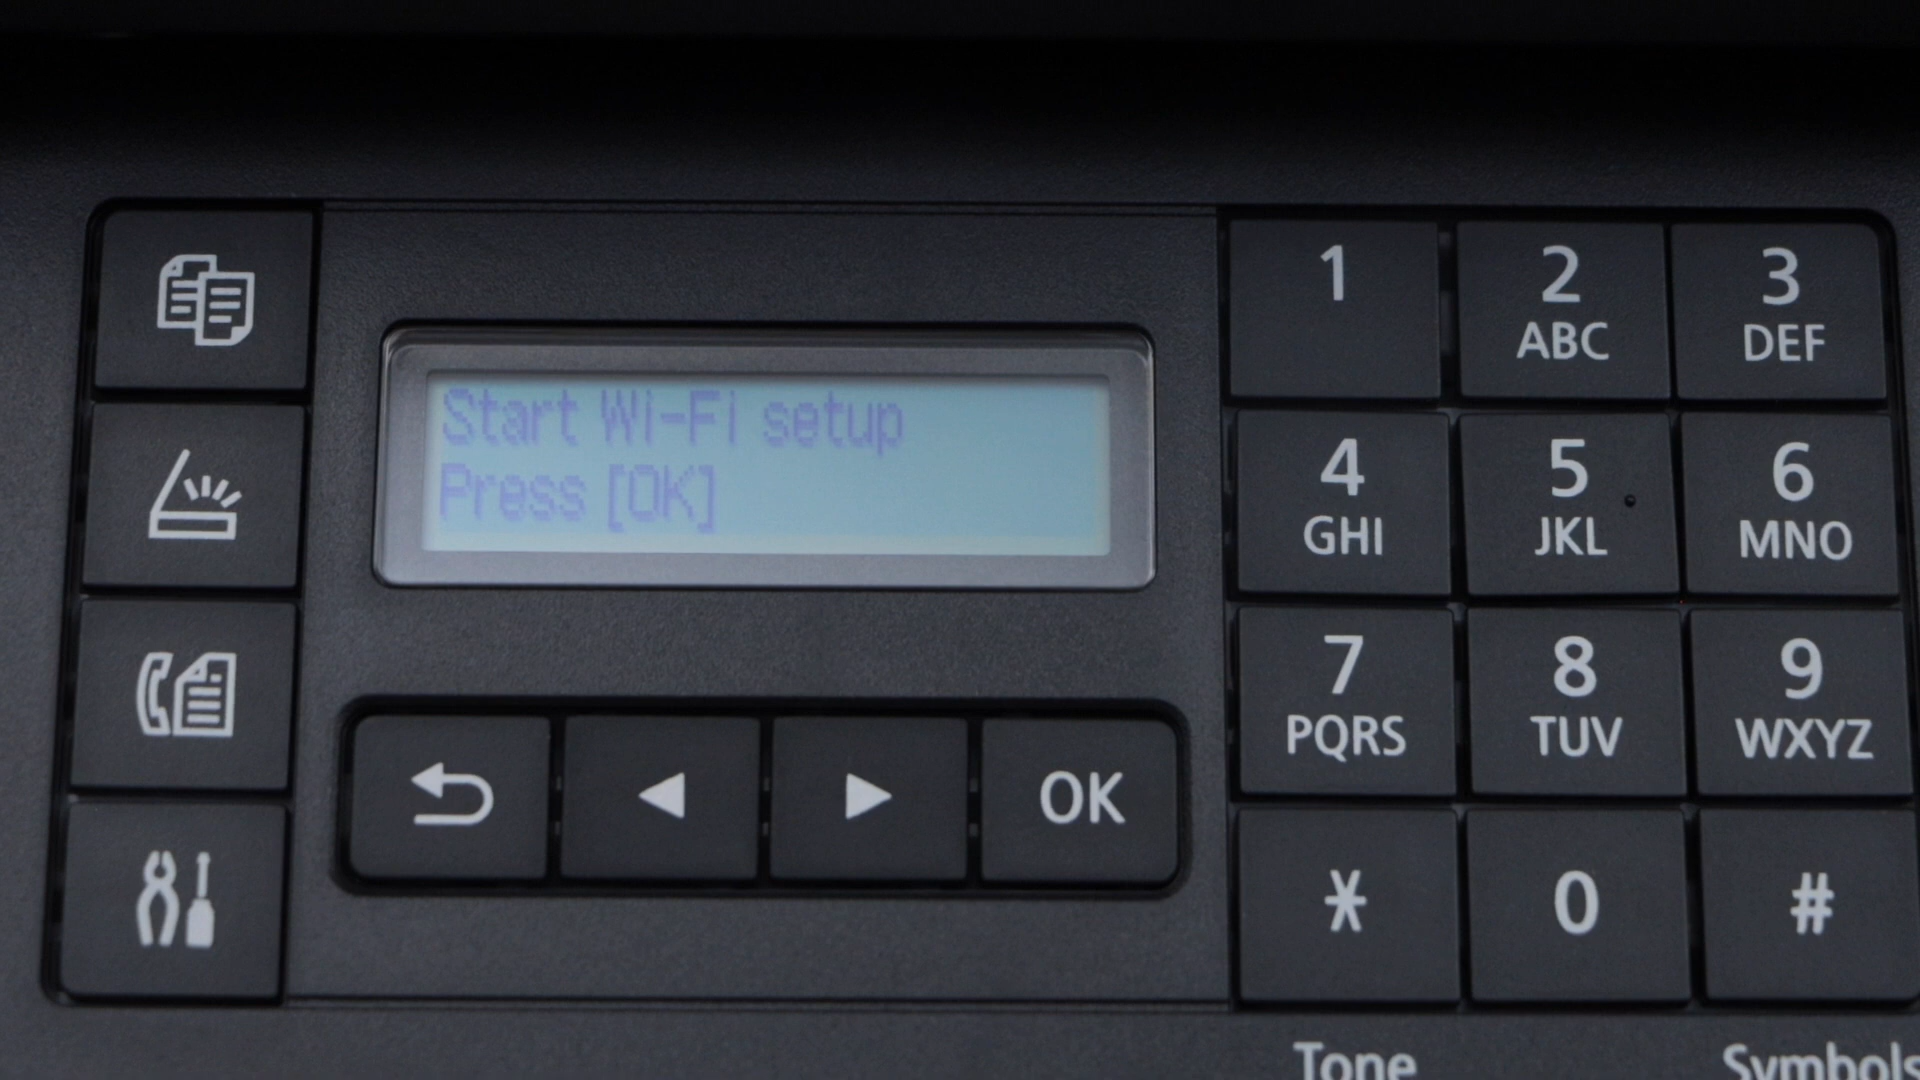 Start Wi-Fi setup
Press [OK]
OK
1
2
ABC
3
DEF
4
GHI
5
JKL
6
MNO
7
PQRS
8
TUV
9
WXYZ
*
0
#
Tone
Symbols